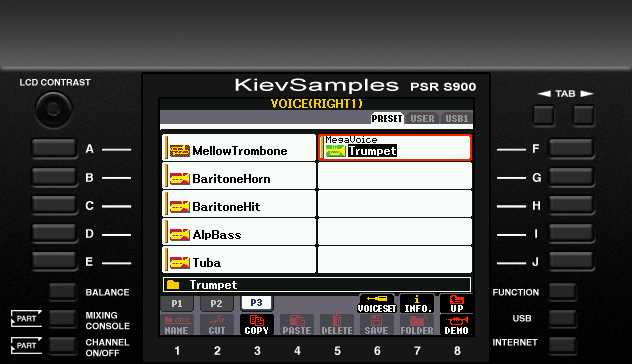 LCD CONTRAST
KievSamples PSR S900
TAB
VOICE(RIGHT1)
PRESET USER USB1
A
MellowTrombone
MegaVoice
Trumpet
F
B
BaritoneHorn
G
C
BaritoneHit
H
D
AlpBass
I
E
Tuba
J
Trumpet
BALANCE
FUNCTION
P1 P2 P3 VOICESET INFO. UP
PART
MIXING
CONSOLE
USB
NAME CUT COPY PASTE DELETE SAVE FOLDER DEMO
PART
CHANNEL
ON/OFF
INTERNET
1 2 3 4 5 6 7 8